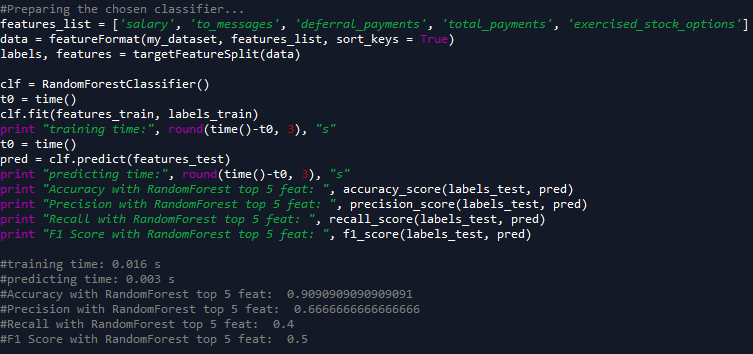 #Preparing the chosen classifier...
features_list = ['salary', 'to_messages', 'deferral_payments', 'total_payments', 'exercised_stock_options']
data = featureFormat(my_dataset, features_list, sort_keys = True)
labels, features = targetFeatureSplit(data)

clf = RandomForestClassifier()
t0 = time()
clf.fit(features_train, labels_train)
print "training time:", round(time()-t0, 3), "s"
t0 = time()
pred = clf.predict(features_test)
print "predicting time:", round(time()-t0, 3), "s"
print "Accuracy with RandomForest top 5 feat: ", accuracy_score(labels_test, pred)
print "Precision with RandomForest top 5 feat: ", precision_score(labels_test, pred)
print "Recall with RandomForest top 5 feat: ", recall_score(labels_test, pred)
print "F1 Score with RandomForest top 5 feat: ", f1_score(labels_test, pred)

#training time: 0.016 s
#predicting time: 0.003 s
#Accuracy with RandomForest top 5 feat:  0.9090909090909091
#Precision with RandomForest top 5 feat:  0.6666666666666666
#Recall with RandomForest top 5 feat:  0.4
#F1 Score with RandomForest top 5 feat:  0.5